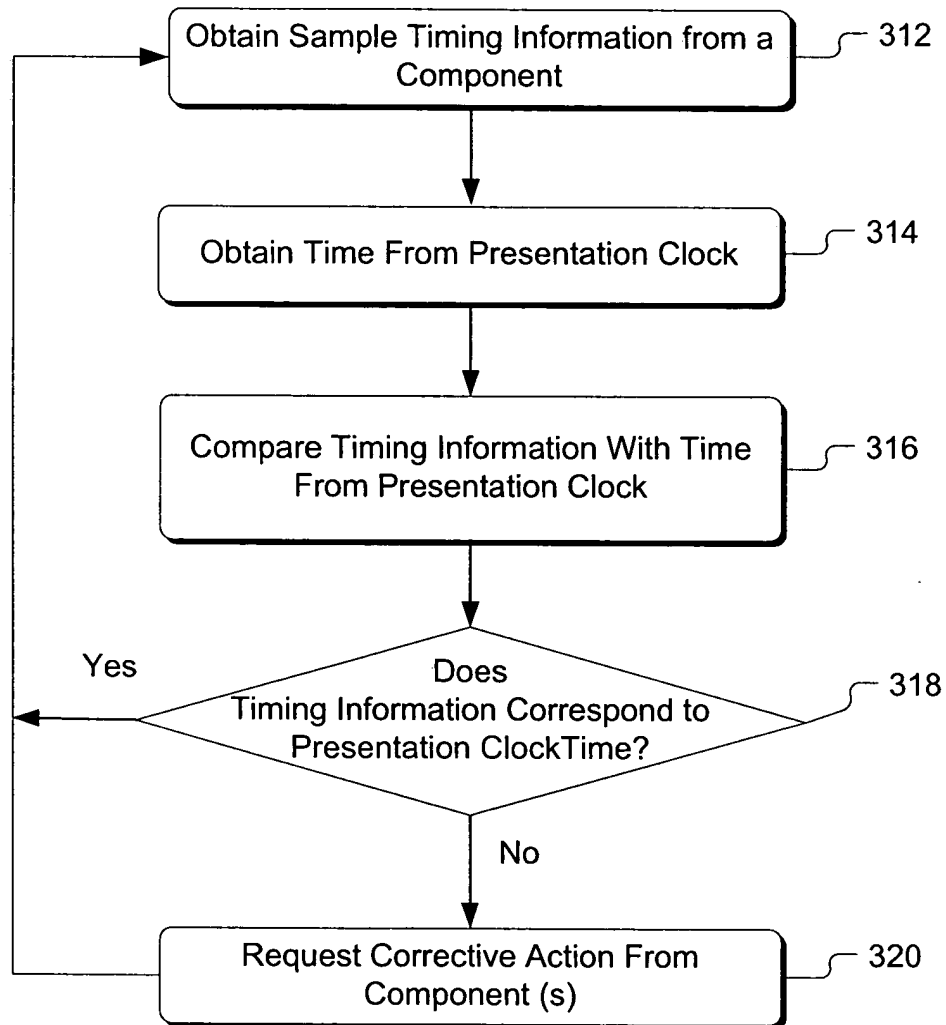 Obtain Sample Timing Information from a
Component
312
Obtain Time From Presentation Clock
314
Compare Timing Information With Time
From Presentation Clock
316
Yes
Does
Timing Information Correspond to
Presentation ClockTime?
318
No
Request Corrective Action From
Component (s)
320